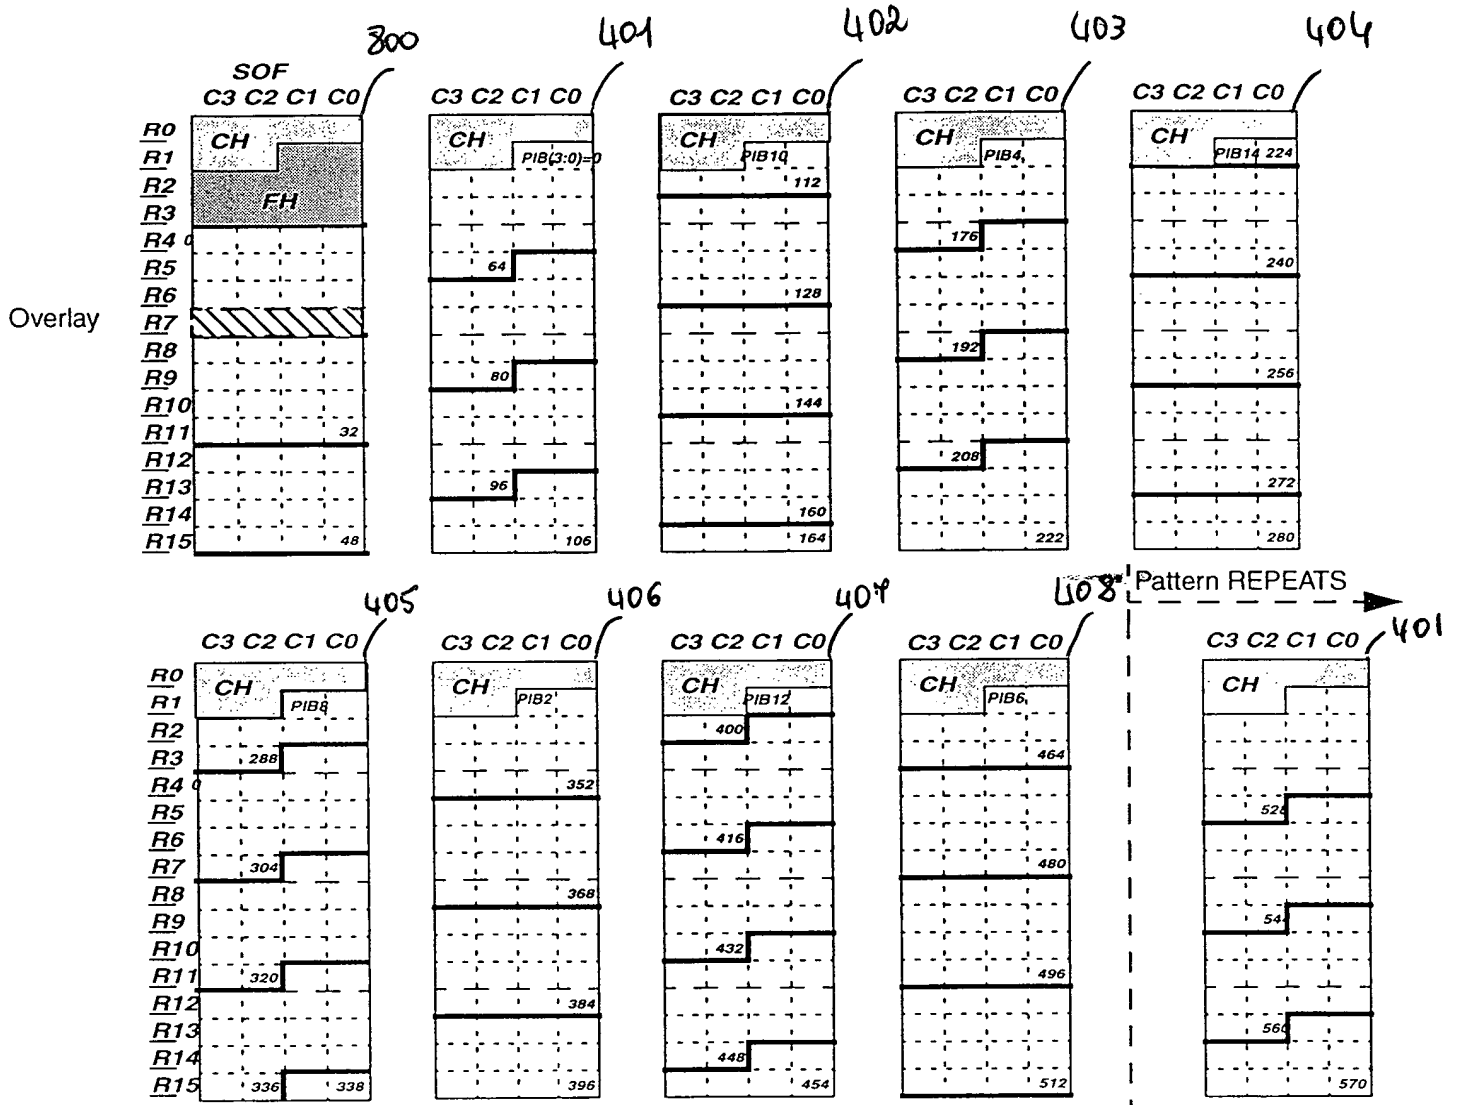 800 401 402 403 404
SOF
C3 C2 C1 C0 C3 C2 C1 C0 C3 C2 C1 C0 C3 C2 C1 C0 C3 C2 C1 C0
R0 CH CH CH CH CH
R1 PIB(3:0)=0 PIB10 PIB4 PIB14 224
R2 FH 112
R3
R4 0 176
R5 64 240
R6 128
Overlay R7
R8 192
R9 80 256
R10 144
R11 32
R12 208
R13 96 272
R14 160
R15 48 106 164 222 280
405 406 407 408 Pattern REPEATS
401
C3 C2 C1 C0 C3 C2 C1 C0 C3 C2 C1 C0 C3 C2 C1 C0 C3 C2 C1 C0
R0 CH CH CH CH CH
R1 PIB8 PIB2 PIB12 PIB6
R2 400
R3 288 464
R4 0 352
R5 528
R6 416
R7 304 480
R8 368
R9 544
R10 432
R11 320 496
R12 384
R13 560
R14 448
R15 336 338 396 454 512 570